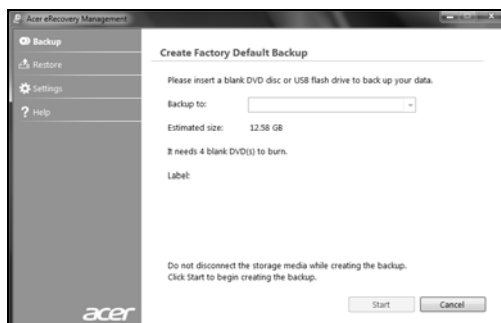 Acer eRecovery Management
Backup
Restore
Settings
Help
Create Factory Default Backup
Please insert a blank DVD disc or USB flash drive to back up your data.
Backup to:
Estimated size: 12.58 GB
It needs 4 blank DVD(s) to burn.
Label:
Do not disconnect the storage media while creating the backup.
Click Start to begin creating the backup.
Start Cancel
acer